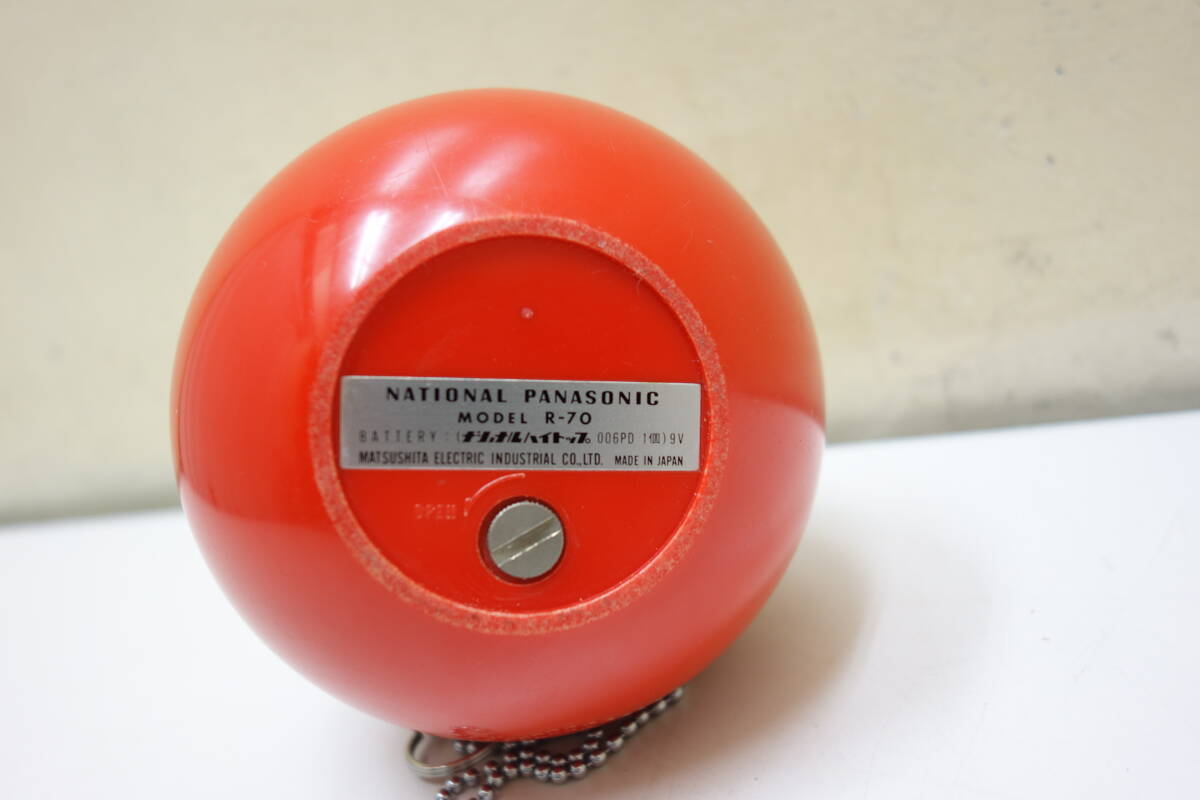 NATIONAL PANASONIC
MODEL R-70
BATTERY : (ナショナルハイトップ 006PD 1個) 9V
MATSUSHITA ELECTRIC INDUSTRIAL CO., LTD. MADE IN JAPAN
OPEN